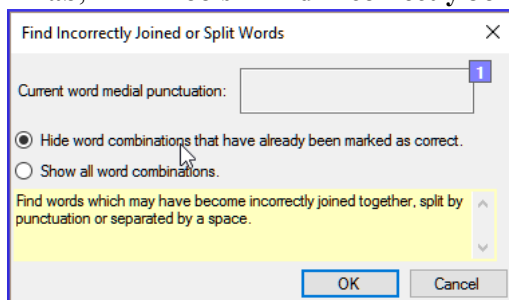 Find Incorrectly Joined or Split Words
1
Current word medial punctuation:
Hide word combinations that have already been marked as correct.
Show all word combinations.
Find words which may have become incorrectly joined together, split by
punctuation or separated by a space.
OK Cancel